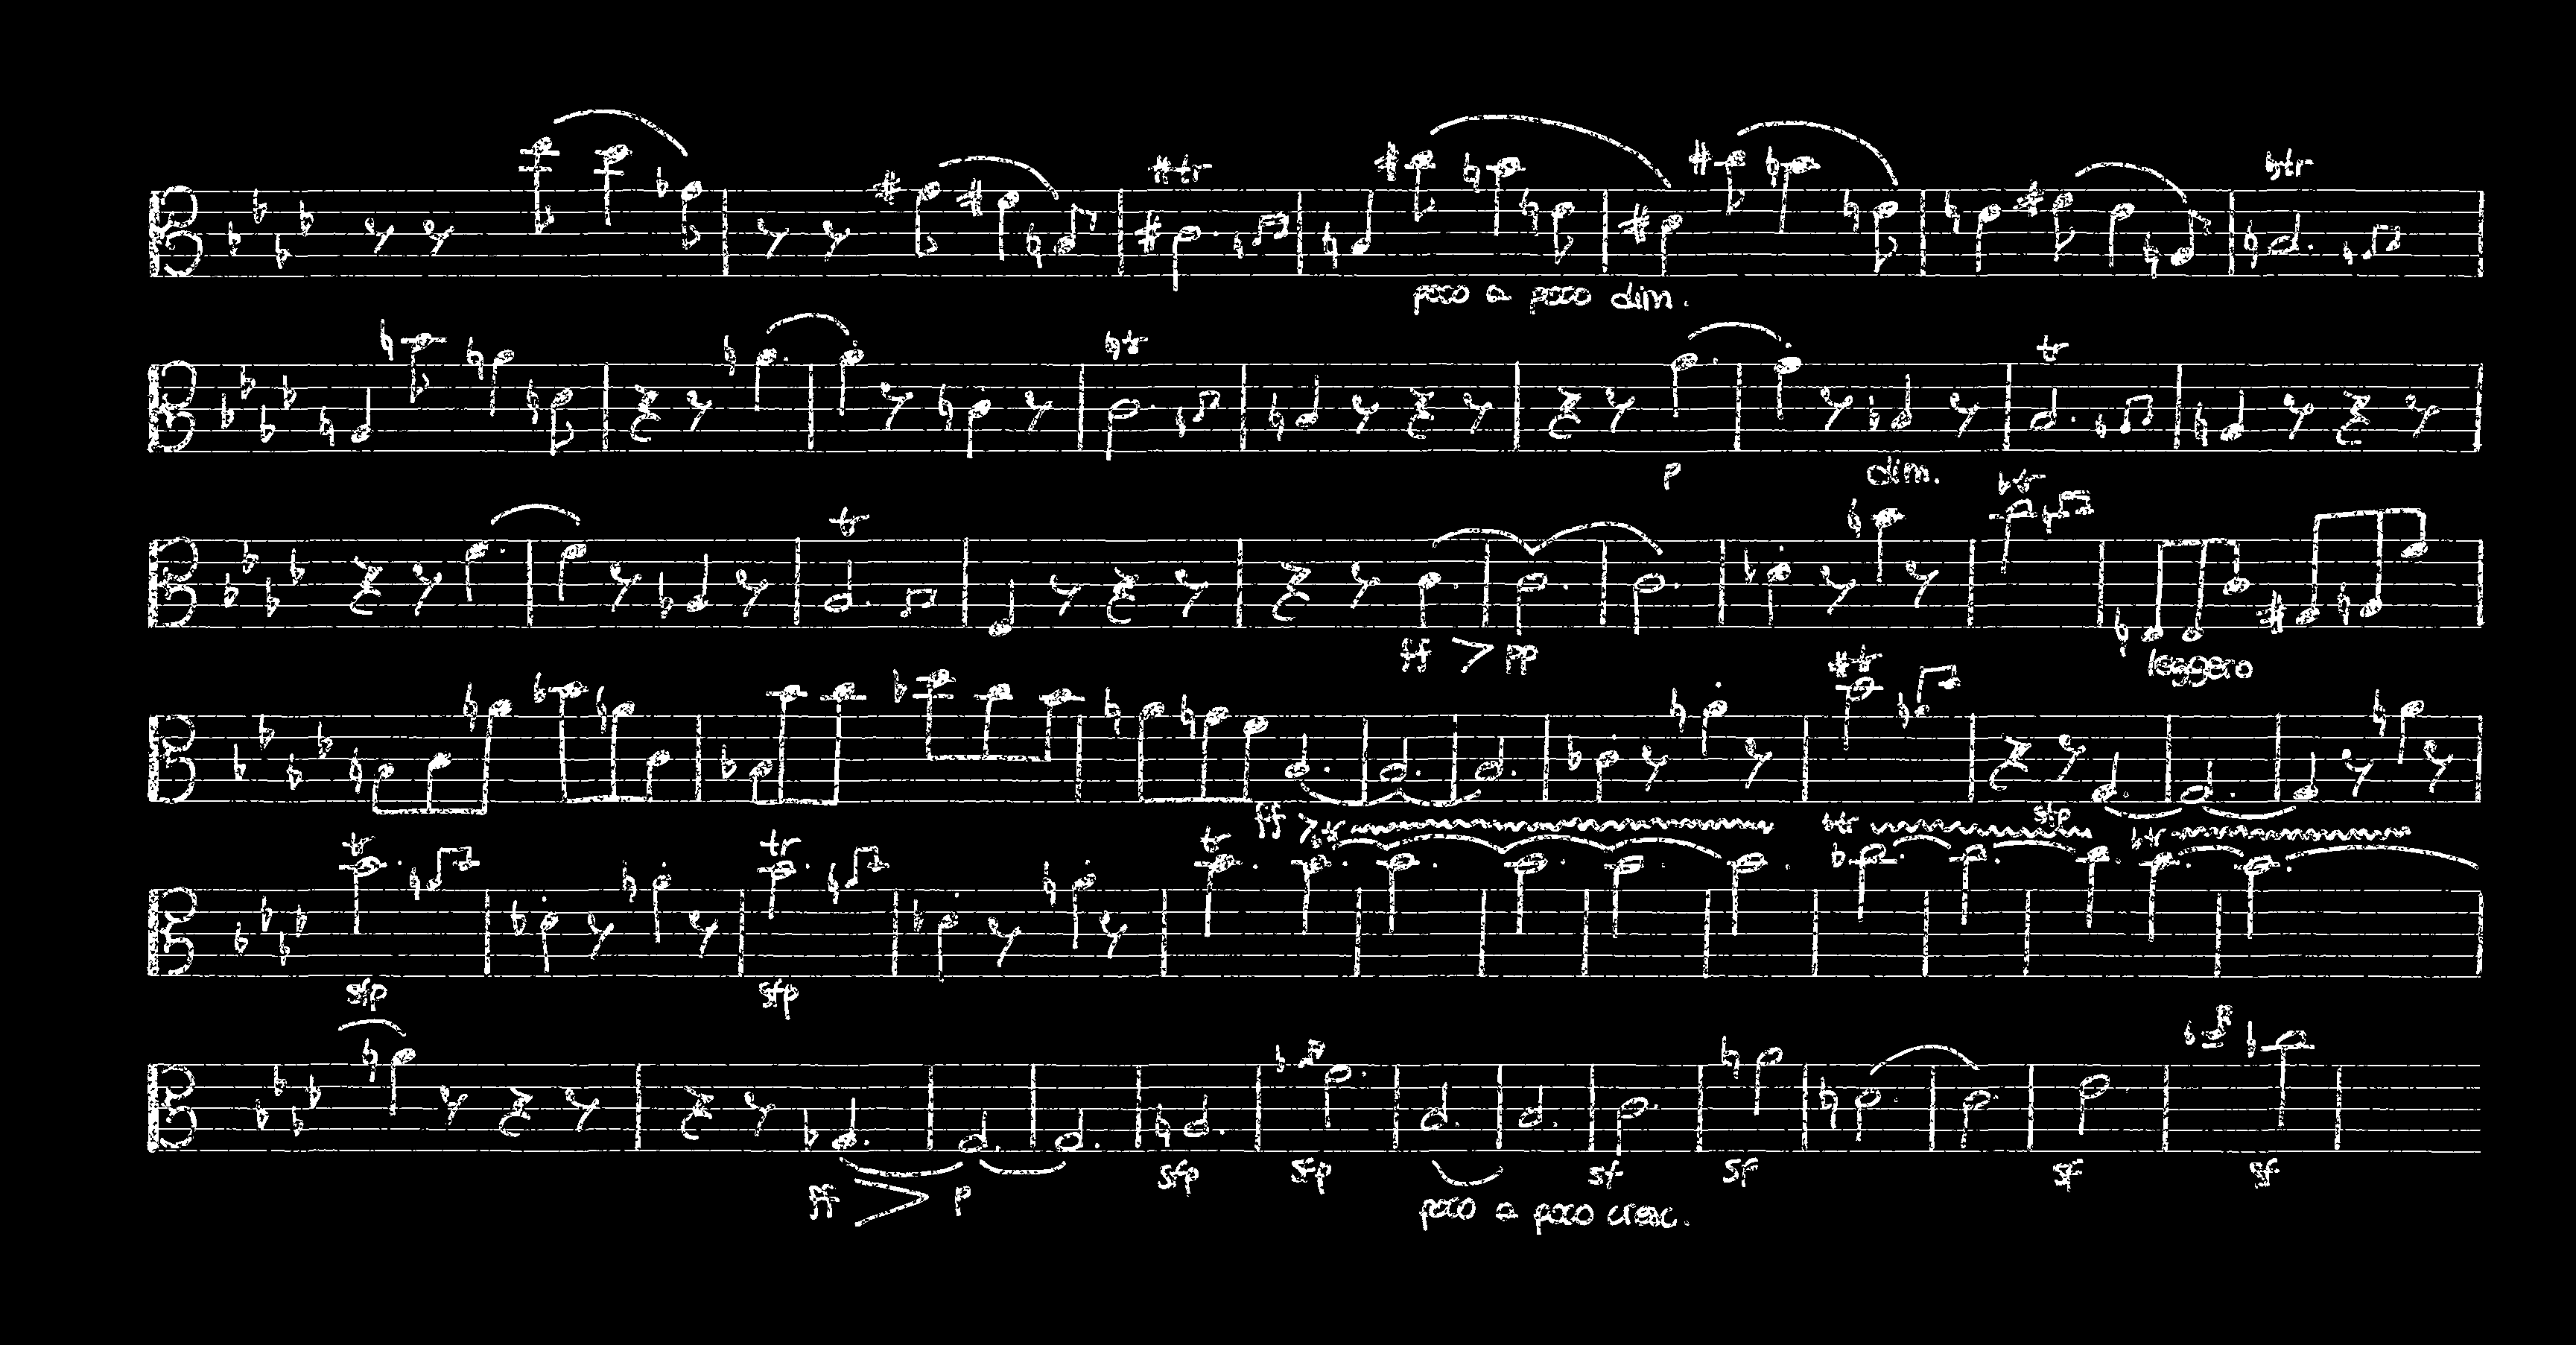 tr
poco a poco dim.
tr
tr
tr
p
dim.
tr
tr
ff pp
leggero
tr
ff
sfp
tr
tr
tr
tr
tr
tr
sfp
sfp
ff p
sfp
sfp
sf
sf
sf
sf
poco a poco cresc.